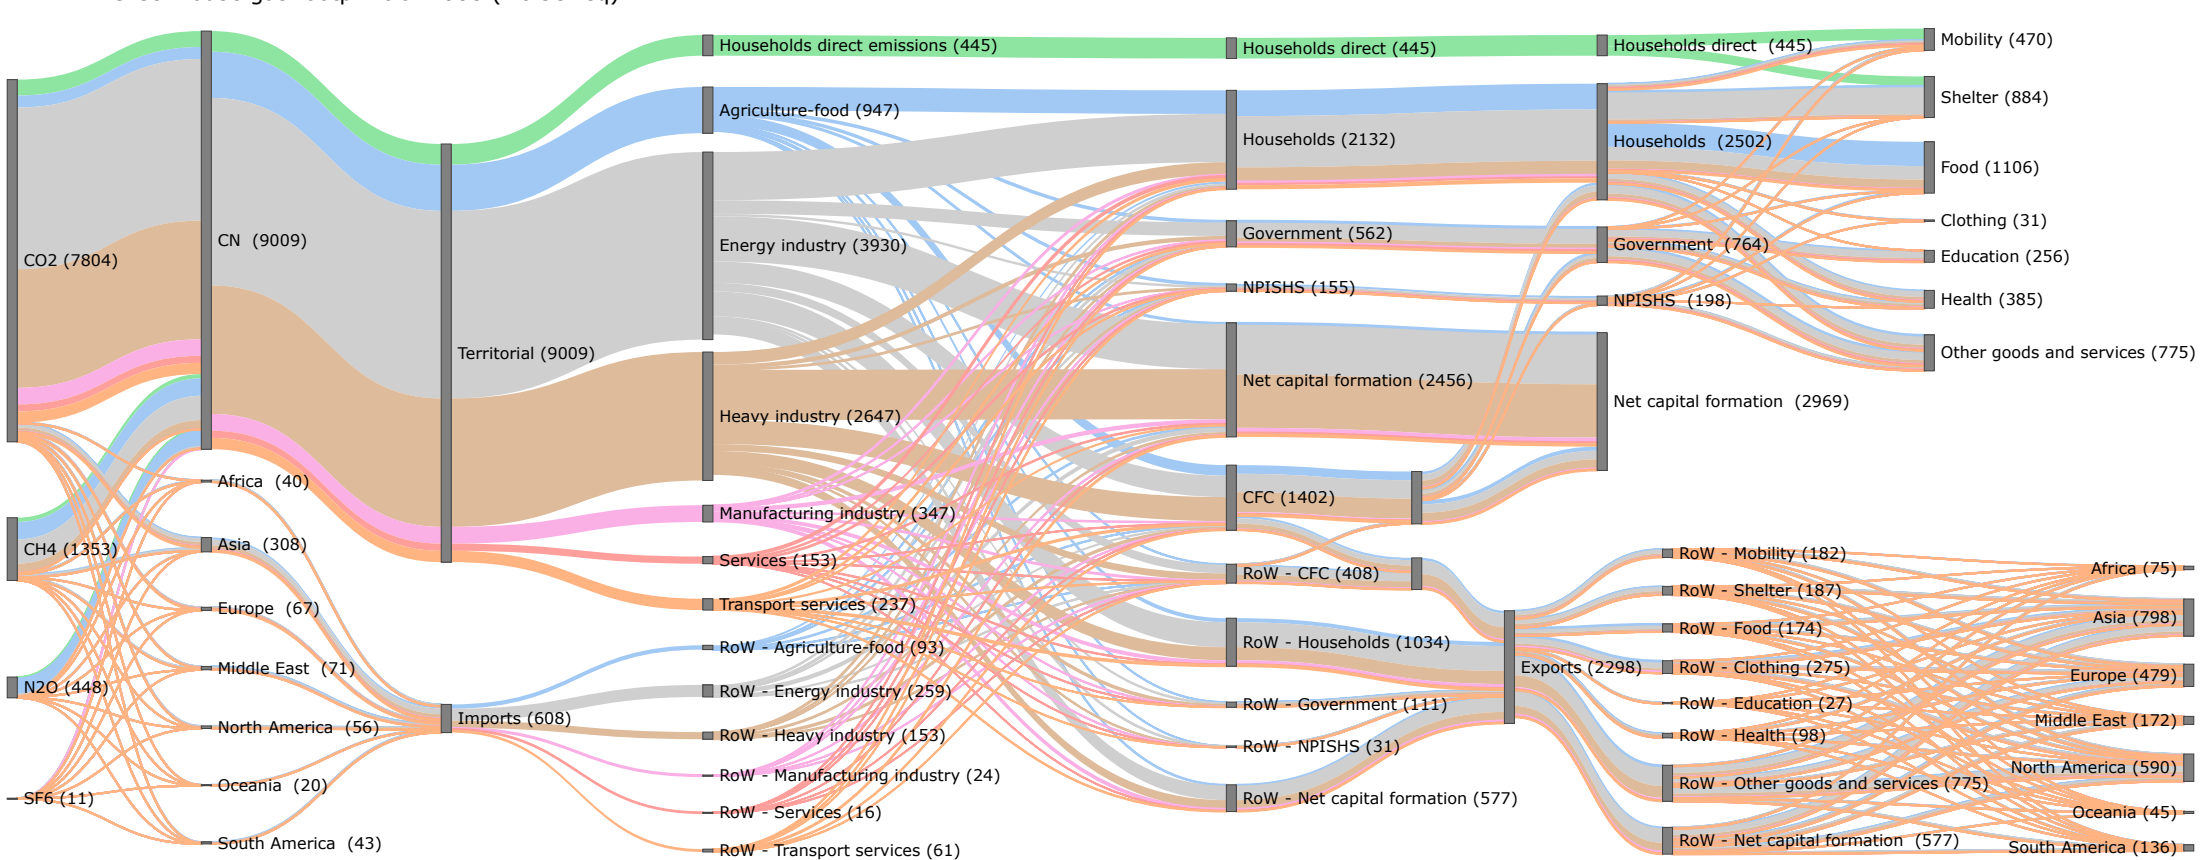 CO2 (7804)
CH4 (1353)
N2O (448)
SF6 (11)
CN (9009)
Africa (40)
Asia (308)
Europe (67)
Middle East (71)
North America (56)
Oceania (20)
South America (43)
Territorial (9009)
Imports (608)
Households direct emissions (445)
Agriculture-food (947)
Energy industry (3930)
Heavy industry (2647)
Manufacturing industry (347)
Services (153)
Transport services (237)
RoW - Agriculture-food (93)
RoW - Energy industry (259)
RoW - Heavy industry (153)
RoW - Manufacturing industry (24)
RoW - Services (16)
RoW - Transport services (61)
Households direct (445)
Households (2132)
Government (562)
NPISHS (155)
Net capital formation (2456)
CFC (1402)
RoW - CFC (408)
RoW - Households (1034)
RoW - Government (111)
RoW - NPISHS (31)
RoW - Net capital formation (577)
Exports (2298)
Households direct (445)
Households (2502)
Government (764)
NPISHS (198)
Net capital formation (2969)
RoW - Mobility (182)
RoW - Shelter (187)
RoW - Food (174)
RoW - Clothing (275)
RoW - Education (27)
RoW - Health (98)
RoW - Other goods and services (775)
RoW - Net capital formation (577)
Mobility (470)
Shelter (884)
Food (1106)
Clothing (31)
Education (256)
Health (385)
Other goods and services (775)
Africa (75)
Asia (798)
Europe (479)
Middle East (172)
North America (590)
Oceania (45)
South America (136)